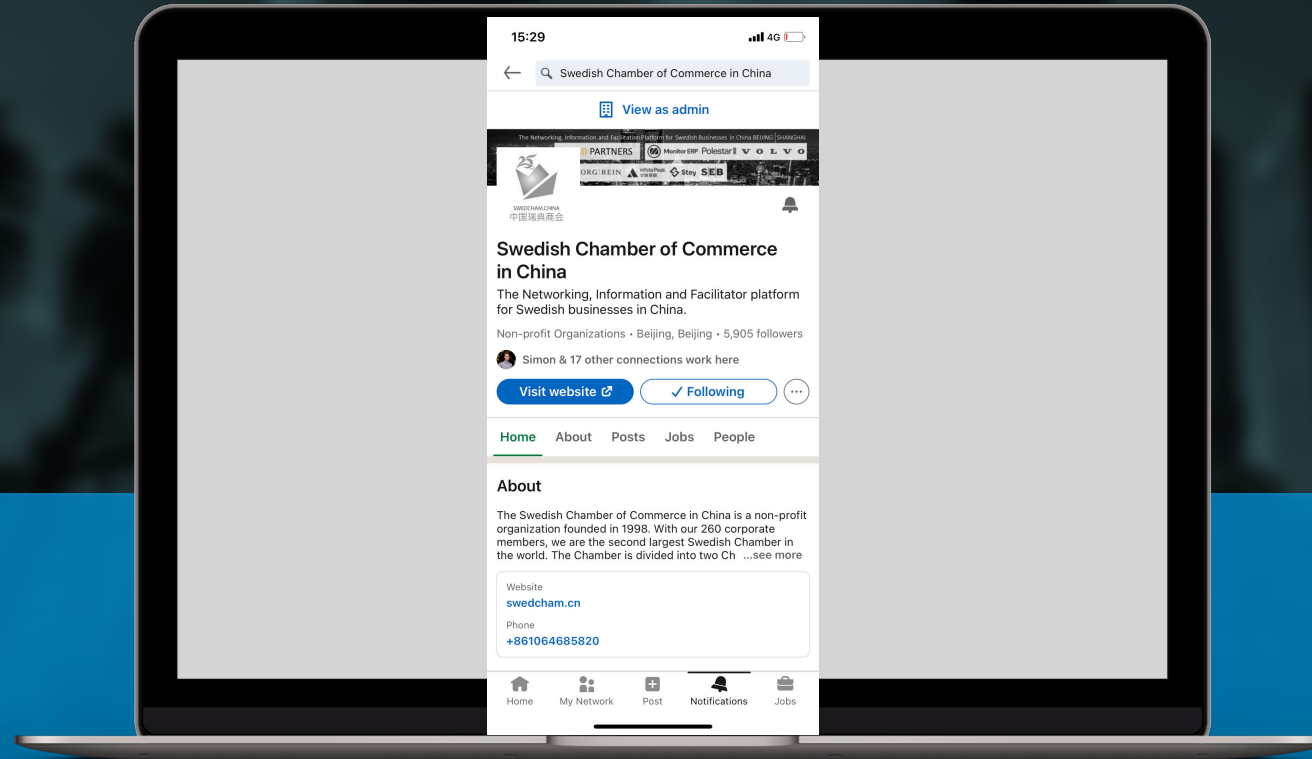 15:29
4G
Swedish Chamber of Commerce in China
View as admin
The Networking, Information and Facilitation Platform for Swedish Businesses in China BEIJING | SHANGHAI
PARTNERS Monitor ERP Polestar VOLVO
ORG REIN White Peak Stey SEB
25
SWEDCHAM.CHINA
中国瑞典商会
Swedish Chamber of Commerce
in China
The Networking, Information and Facilitator platform
for Swedish businesses in China.
Non-profit Organizations • Beijing, Beijing • 5,905 followers
Simon & 17 other connections work here
Visit website
Following
Home About Posts Jobs People
About
The Swedish Chamber of Commerce in China is a non-profit
organization founded in 1998. With our 260 corporate
members, we are the second largest Swedish Chamber in
the world. The Chamber is divided into two Ch ...see more
Website
swedcham.cn
Phone
+861064685820
Home My Network Post Notifications Jobs